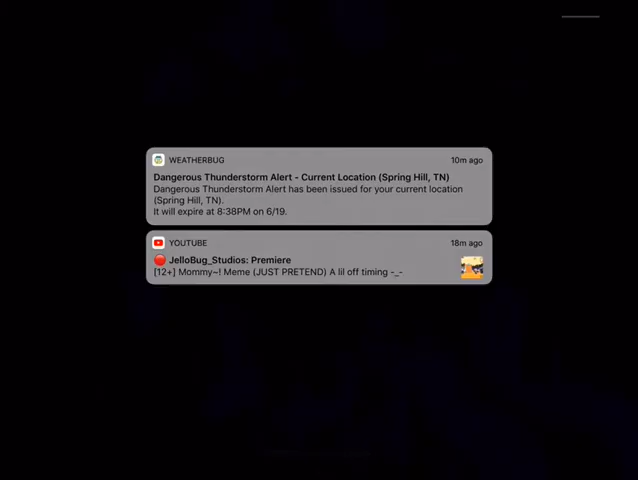 WEATHERBUG 10m ago
Dangerous Thunderstorm Alert - Current Location (Spring Hill, TN)
Dangerous Thunderstorm Alert has been issued for your current location
(Spring Hill, TN).
It will expire at 8:38PM on 6/19.
YOUTUBE 18m ago
🔴 JelloBug_Studios: Premiere
[12+] Mommy~! Meme (JUST PRETEND) A lil off timing -_-